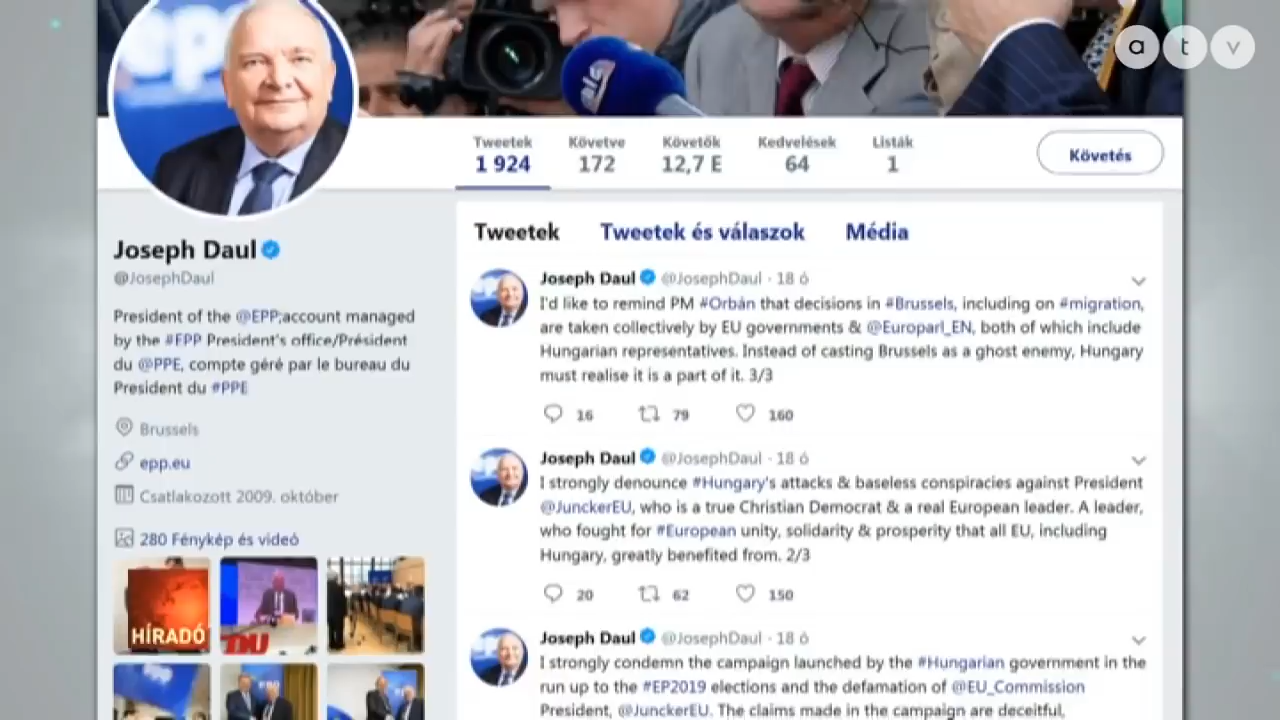 a t v
Tweetek Követve Követők Kedvelések Listák
1 924 172 12,7 E 64 1
Követés
Joseph Daul
@JosephDaul
President of the @EPP;account managed
by the #EPP President's office/Président
du @PPE, compte géré par le bureau du
President du #PPE
Brussels
epp.eu
Csatlakozott 2009. október
280 Fénykép és videó
HÍRADÓ
Tweetek Tweetek és válaszok Média
Joseph Daul @JosephDaul · 18 ó
I'd like to remind PM #Orbán that decisions in #Brussels, including on #migration,
are taken collectively by EU governments & @Europarl_EN, both of which include
Hungarian representatives. Instead of casting Brussels as a ghost enemy, Hungary
must realise it is a part of it. 3/3
16 79 160
Joseph Daul @JosephDaul · 18 ó
I strongly denounce #Hungary's attacks & baseless conspiracies against President
@JunckerEU, who is a true Christian Democrat & a real European leader. A leader,
who fought for #European unity, solidarity & prosperity that all EU, including
Hungary, greatly benefited from. 2/3
20 62 150
Joseph Daul @JosephDaul · 18 ó
I strongly condemn the campaign launched by the #Hungarian government in the
run up to the #EP2019 elections and the defamation of @EU_Commission
President, @JunckerEU. The claims made in the campaign are deceitful,